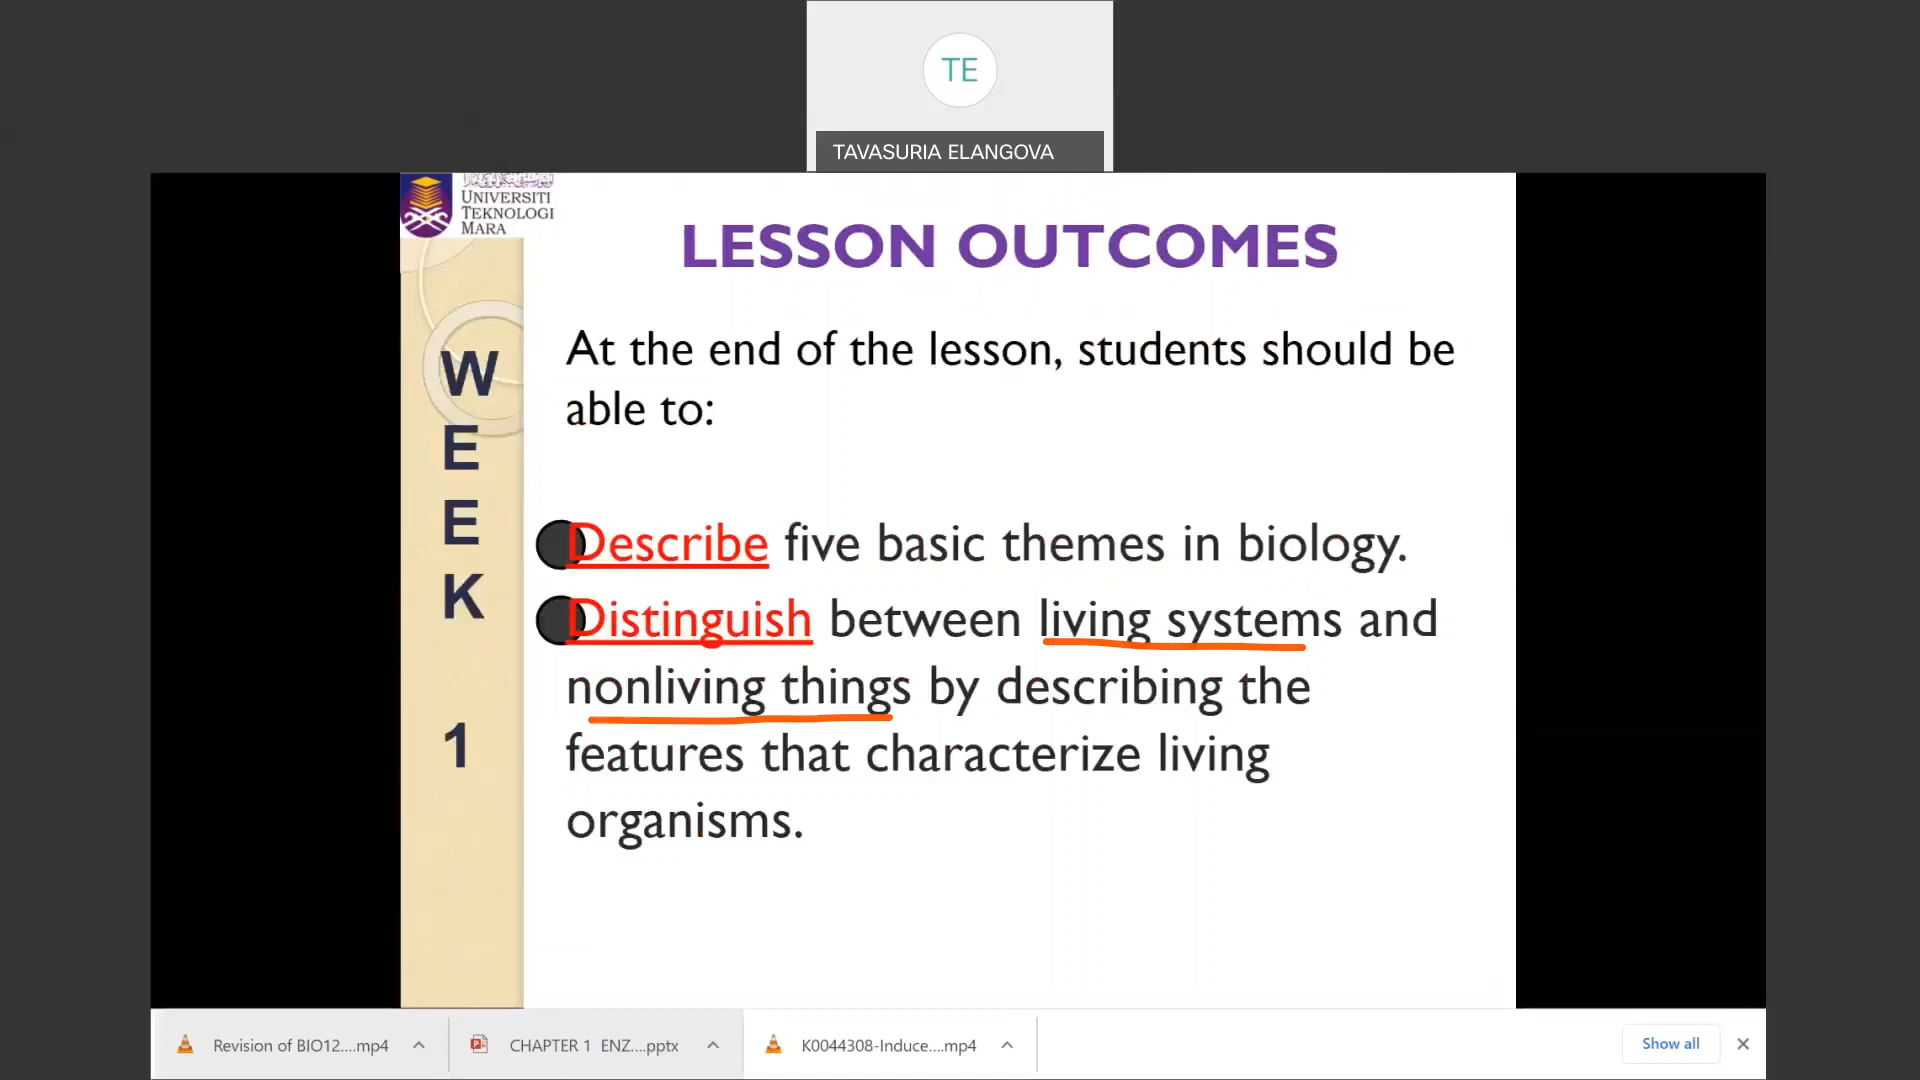 TE
TAVASURIA ELANGOVA
UNIVERSITI
TEKNOLOGI
MARA
LESSON OUTCOMES
At the end of the lesson, students should be
able to:
Describe five basic themes in biology.
Distinguish between living systems and
nonliving things by describing the
features that characterize living
organisms.
W
E
E
K
1
Revision of BIO12....mp4
CHAPTER 1 ENZ....pptx
K0044308-Induce....mp4
Show all